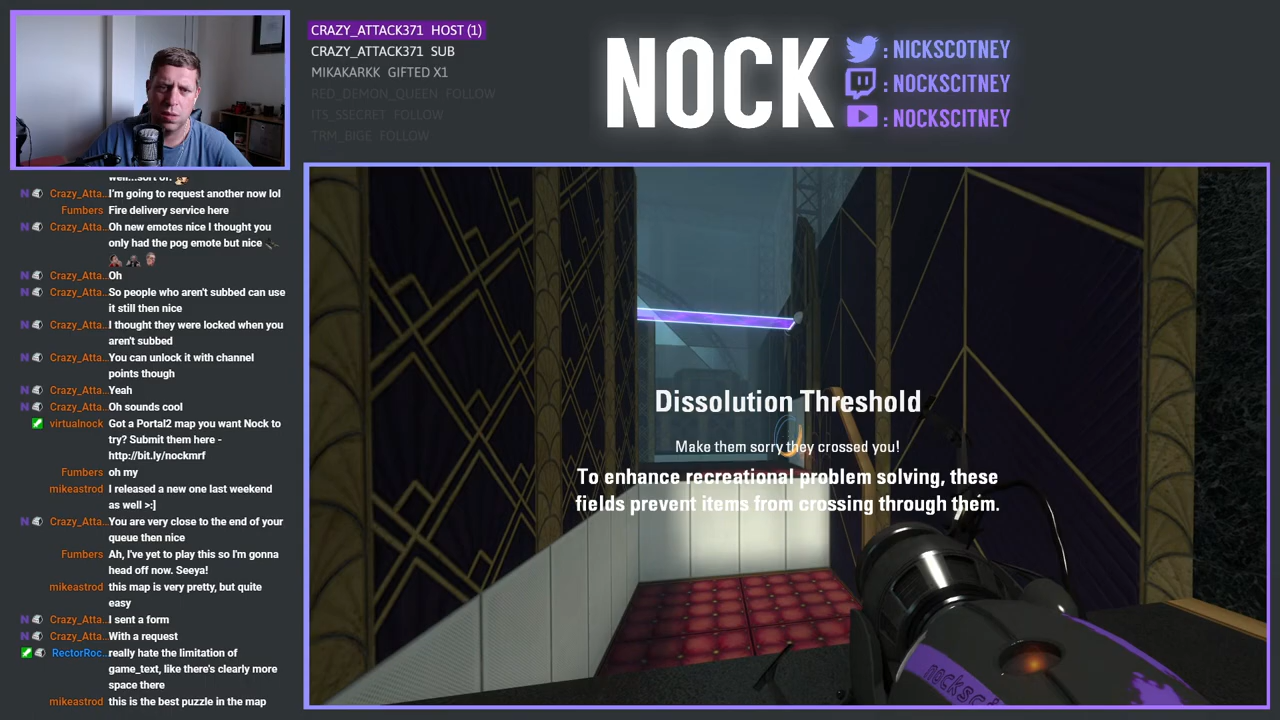 CRAZY_ATTACK371 HOST (1)
CRAZY_ATTACK371 SUB
MIKAKARKK GIFTED X1
RED_DEMON_QUEEN FOLLOW
ITS_SSECRET FOLLOW
TRM_BIGE FOLLOW
NOCK
: NICKSCOTNEY
: NOCKSCITNEY
: NOCKSCITNEY
well...sort of.
N Crazy_Atta.. I'm going to request another now lol
Fumbers Fire delivery service here
N Crazy_Atta.. Oh new emotes nice I thought you
only had the pog emote but nice
N Crazy_Atta.. Oh
N Crazy_Atta.. So people who aren't subbed can use
it still then nice
N Crazy_Atta.. I thought they were locked when you
aren't subbed
N Crazy_Atta.. You can unlock it with channel
points though
N Crazy_Atta.. Yeah
N Crazy_Atta.. Oh sounds cool
virtualnock Got a Portal2 map you want Nock to
try? Submit them here -
http://bit.ly/nockmrf
Fumbers oh my
mikeastrod I released a new one last weekend
as well >:]
N Crazy_Atta.. You are very close to the end of your
queue then nice
Fumbers Ah, I've yet to play this so I'm gonna
head off now. Seeya!
mikeastrod this map is very pretty, but quite
easy
N Crazy_Atta.. I sent a form
N Crazy_Atta.. With a request
RectorRoc.. really hate the limitation of
game_text, like there's clearly more
space there
mikeastrod this is the best puzzle in the map
Dissolution Threshold
Make them sorry they crossed you!
To enhance recreational problem solving, these
fields prevent items from crossing through them.